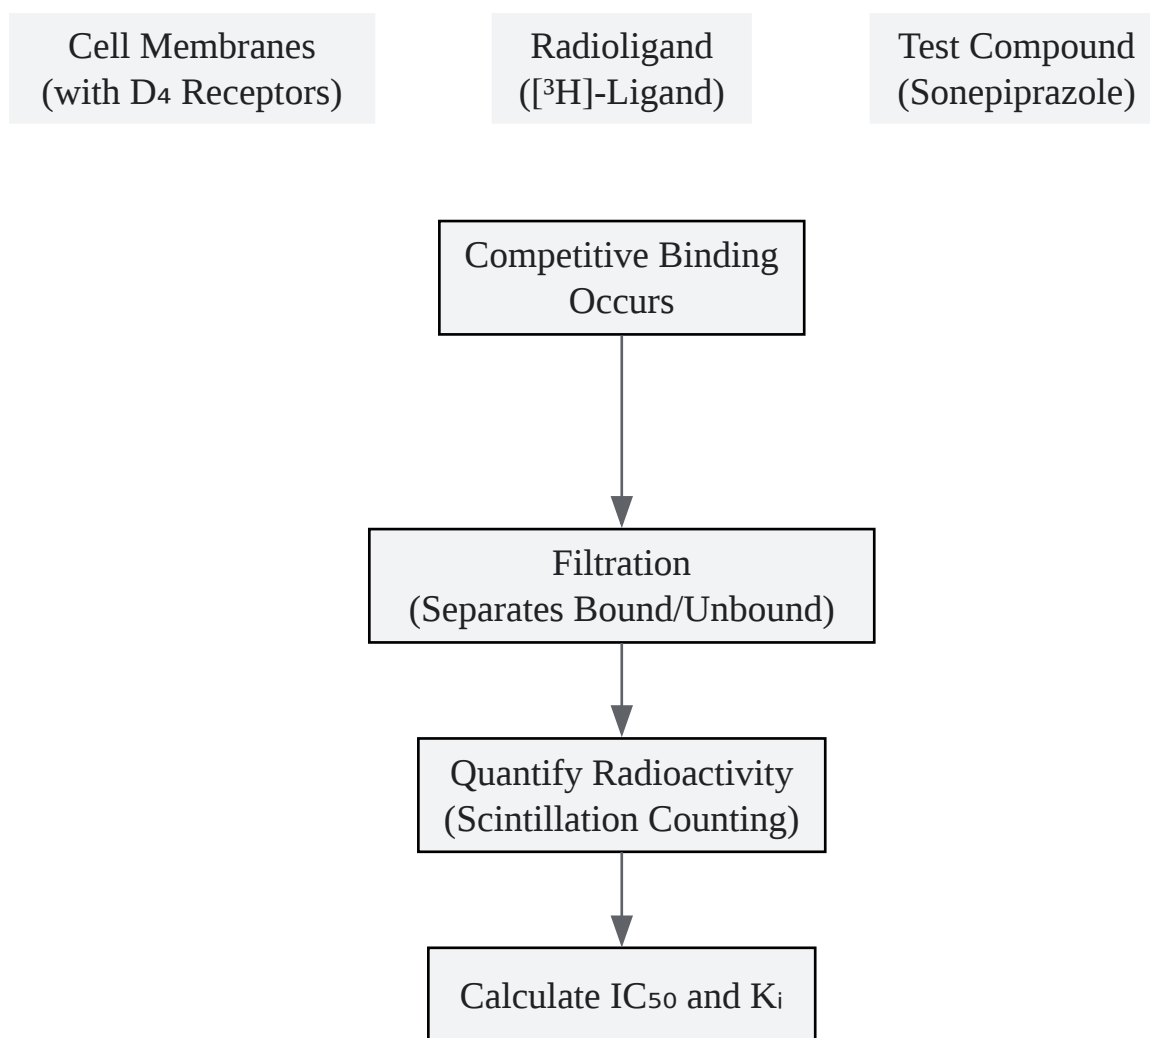 Cell Membranes
(with D₄ Receptors)
Radioligand
([³H]-Ligand)
Test Compound
(Sonepiprazole)
Competitive Binding
Occurs
Filtration
(Separates Bound/Unbound)
Quantify Radioactivity
(Scintillation Counting)
Calculate IC₅₀ and Kᵢ